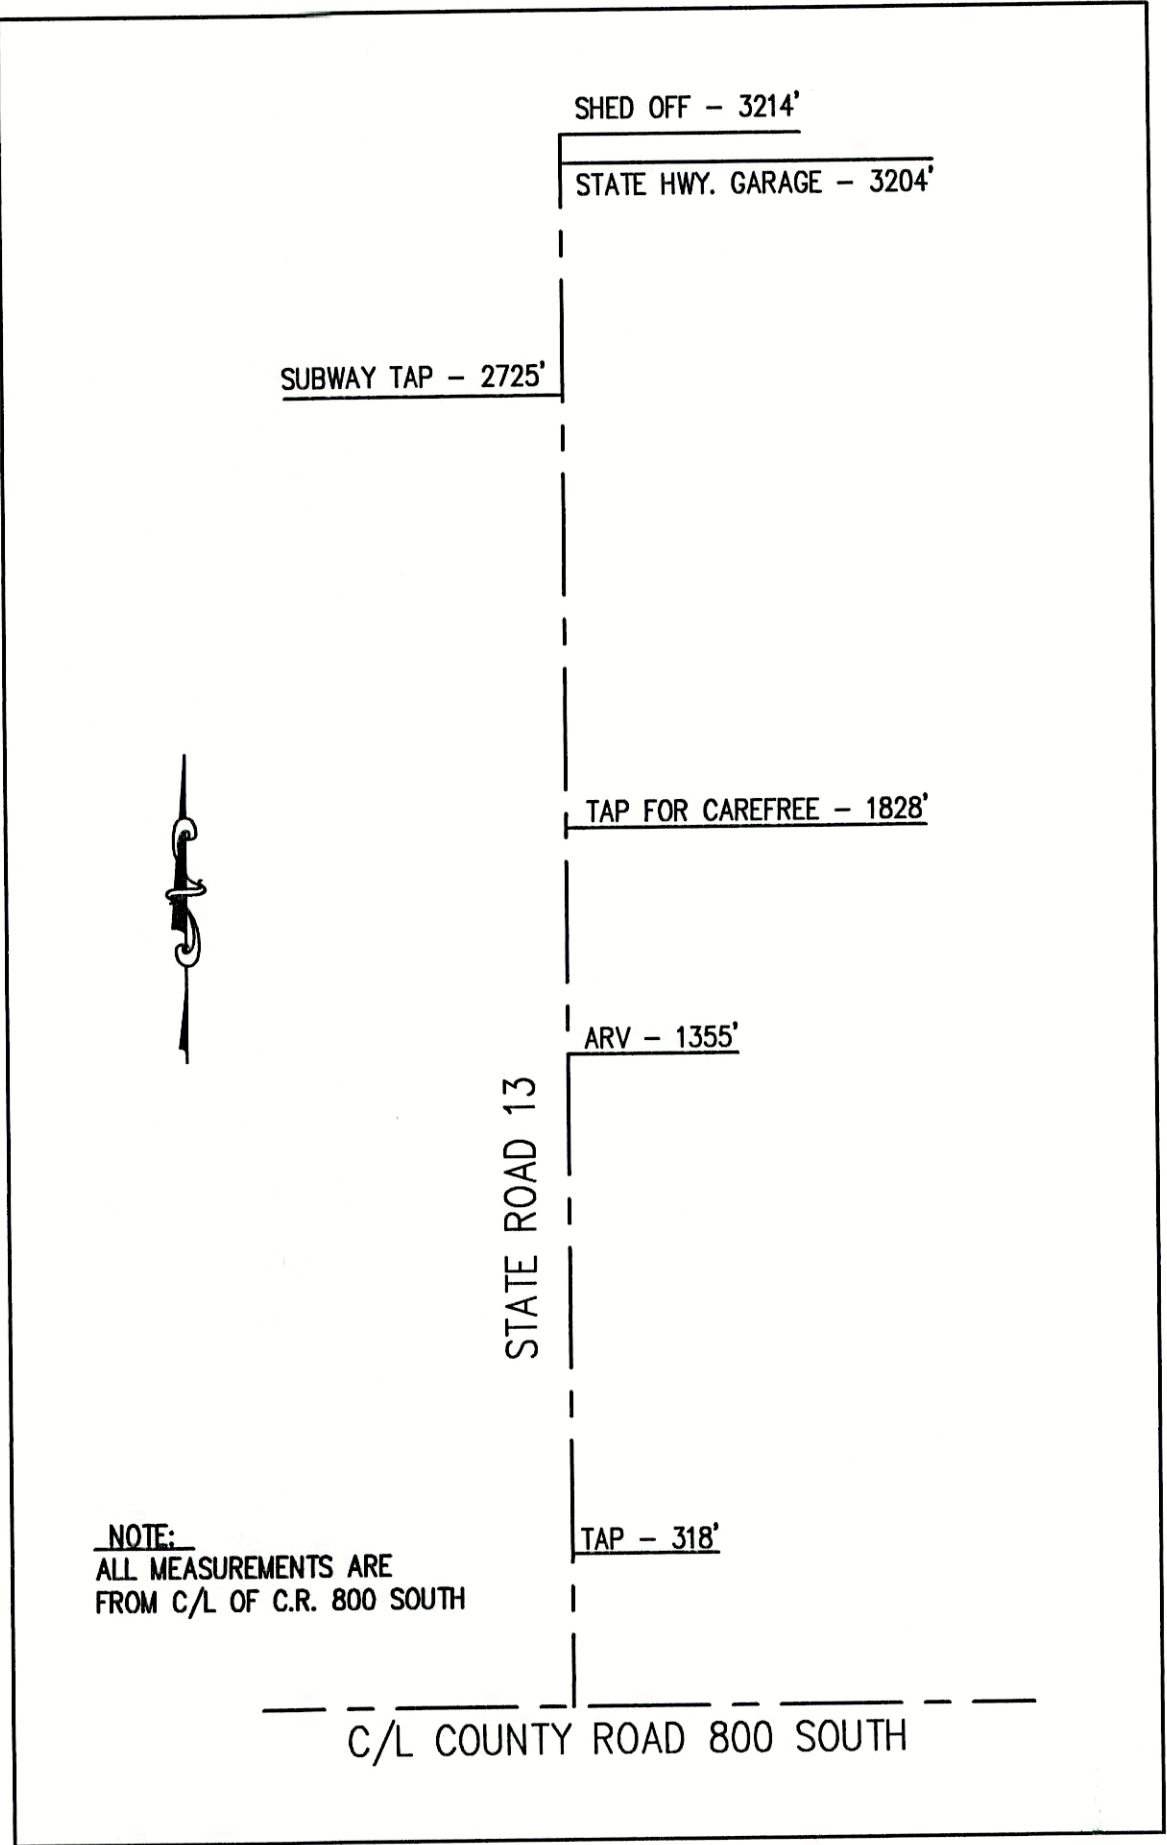 SHED OFF – 3214'
STATE HWY. GARAGE – 3204'
SUBWAY TAP – 2725'
TAP FOR CAREFREE – 1828'
ARV – 1355'
STATE ROAD 13
TAP – 318'
NOTE:
ALL MEASUREMENTS ARE
FROM C/L OF C.R. 800 SOUTH
C/L COUNTY ROAD 800 SOUTH